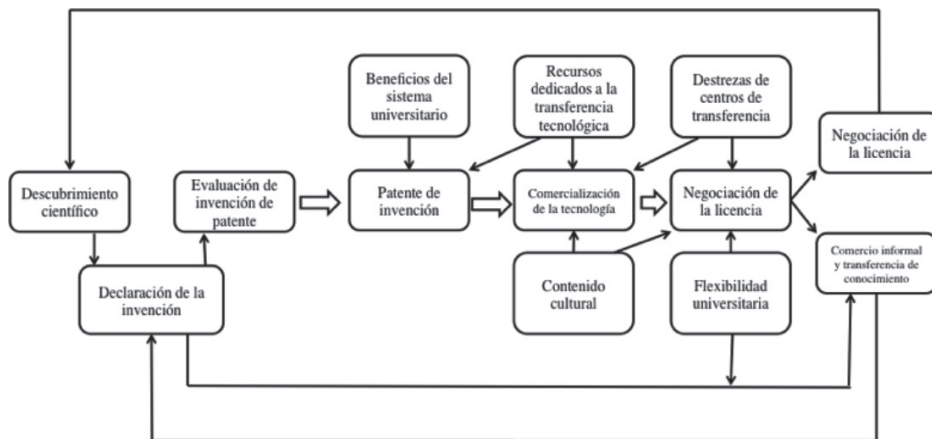 Beneficios del
sistema
universitario
Recursos
dedicados a la
transferencia
tecnológica
Destrezas de
centros de
transferencia
Negociación de
la licencia
Descubrimiento
científico
Evaluación de
invención de
patente
Patente de
invención
Comercialización
de la tecnología
Negociación de
la licencia
Comercio informal
y transferencia de
conocimiento
Declaración de la
invención
Contenido
cultural
Flexibilidad
universitaria